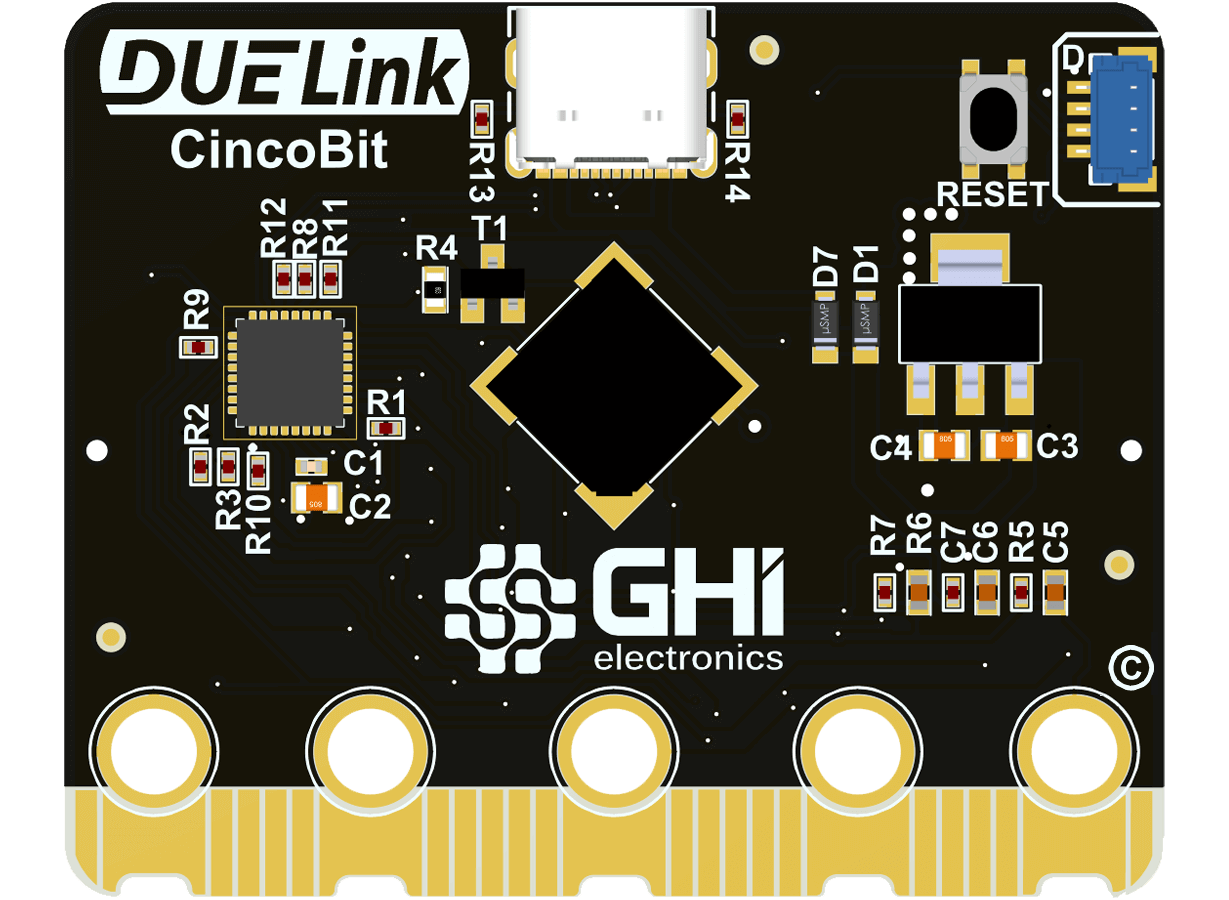 DUELink
CincoBit
D
R13
R14
RESET
R12
R8
R11
R4
T1
D7
D1
µSMP
µSMP
R9
R2
R1
C1
C2
R3
R10
C4
805
805
C3
805
R7
R6
C7
C6
R5
C5
GHI
electronics
©